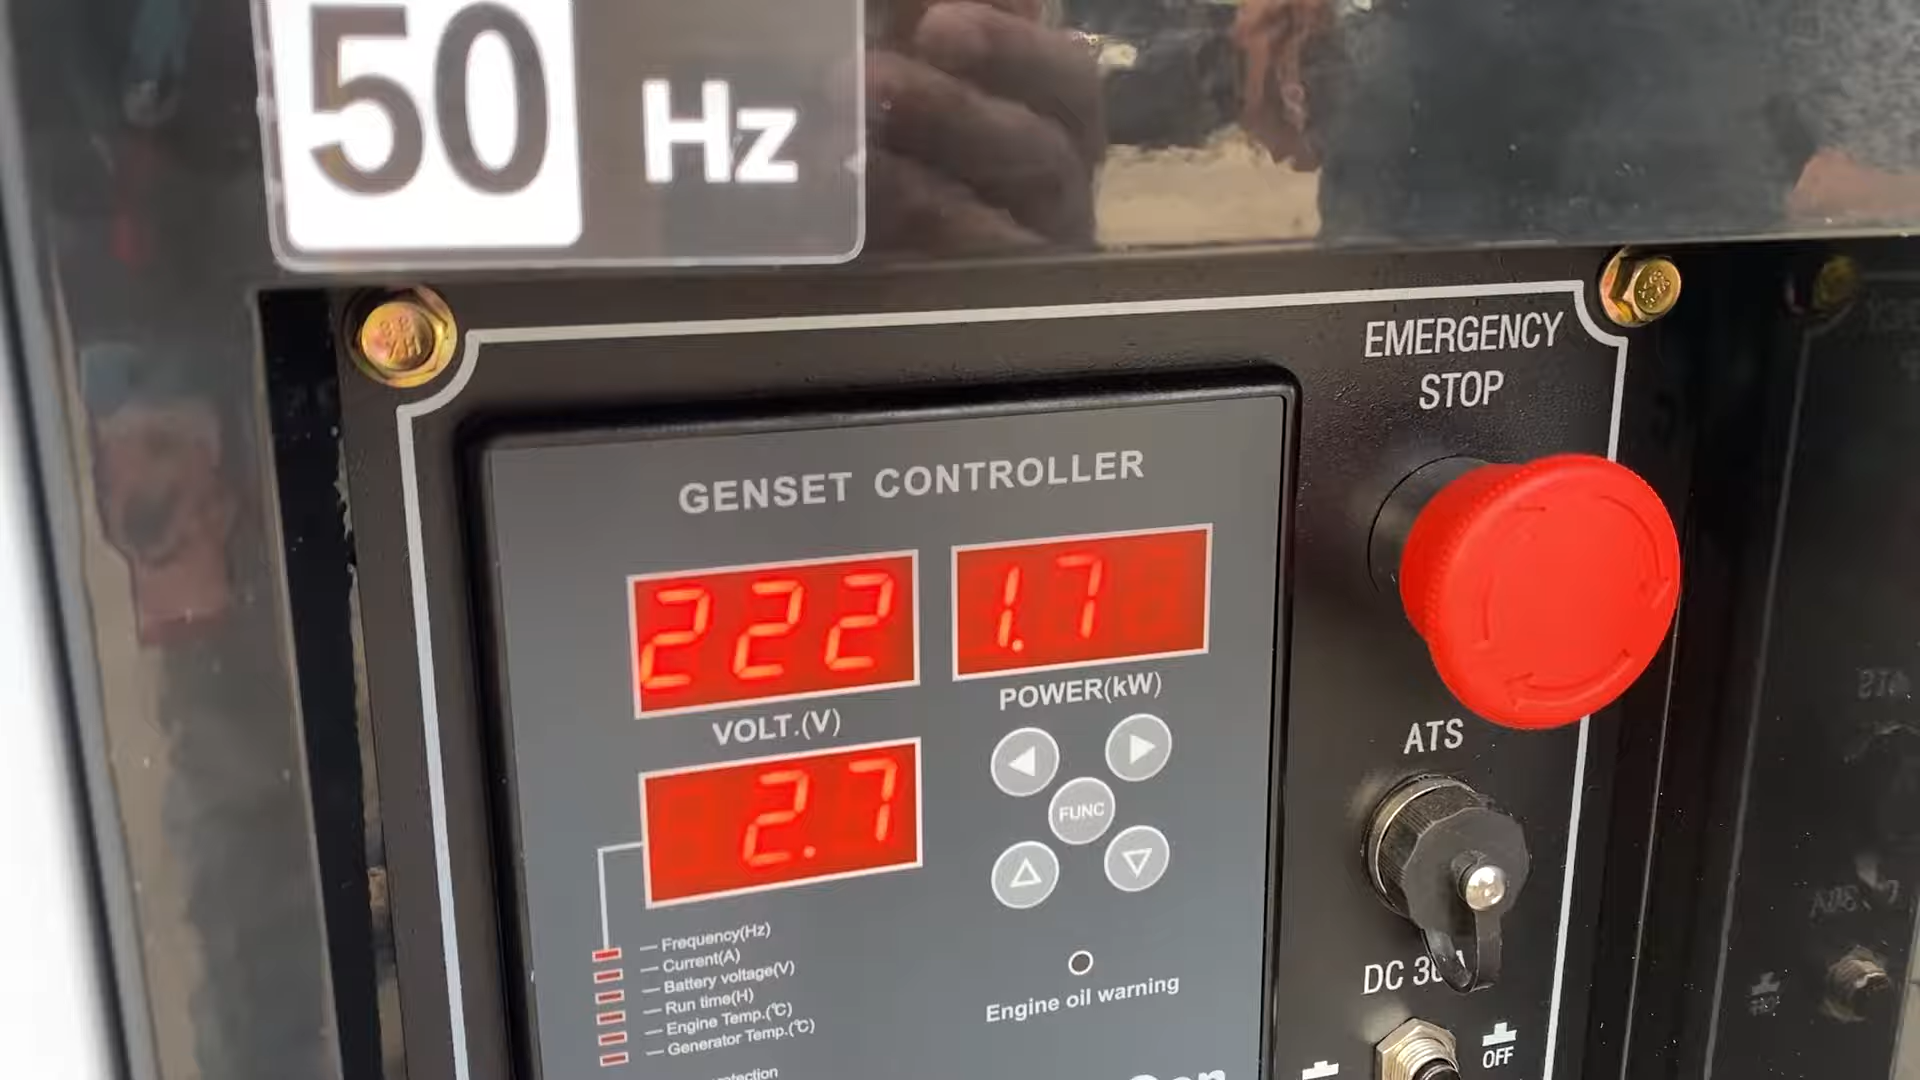 50 Hz
EMERGENCY
STOP
GENSET CONTROLLER
222
1.7
VOLT.(V)
POWER(kW)
2.7
FUNC
ATS
Frequency(Hz)
Current(A)
Battery voltage(V)
Run time(H)
Engine Temp.(℃)
Generator Temp.(℃)
Engine oil warning
DC
OFF